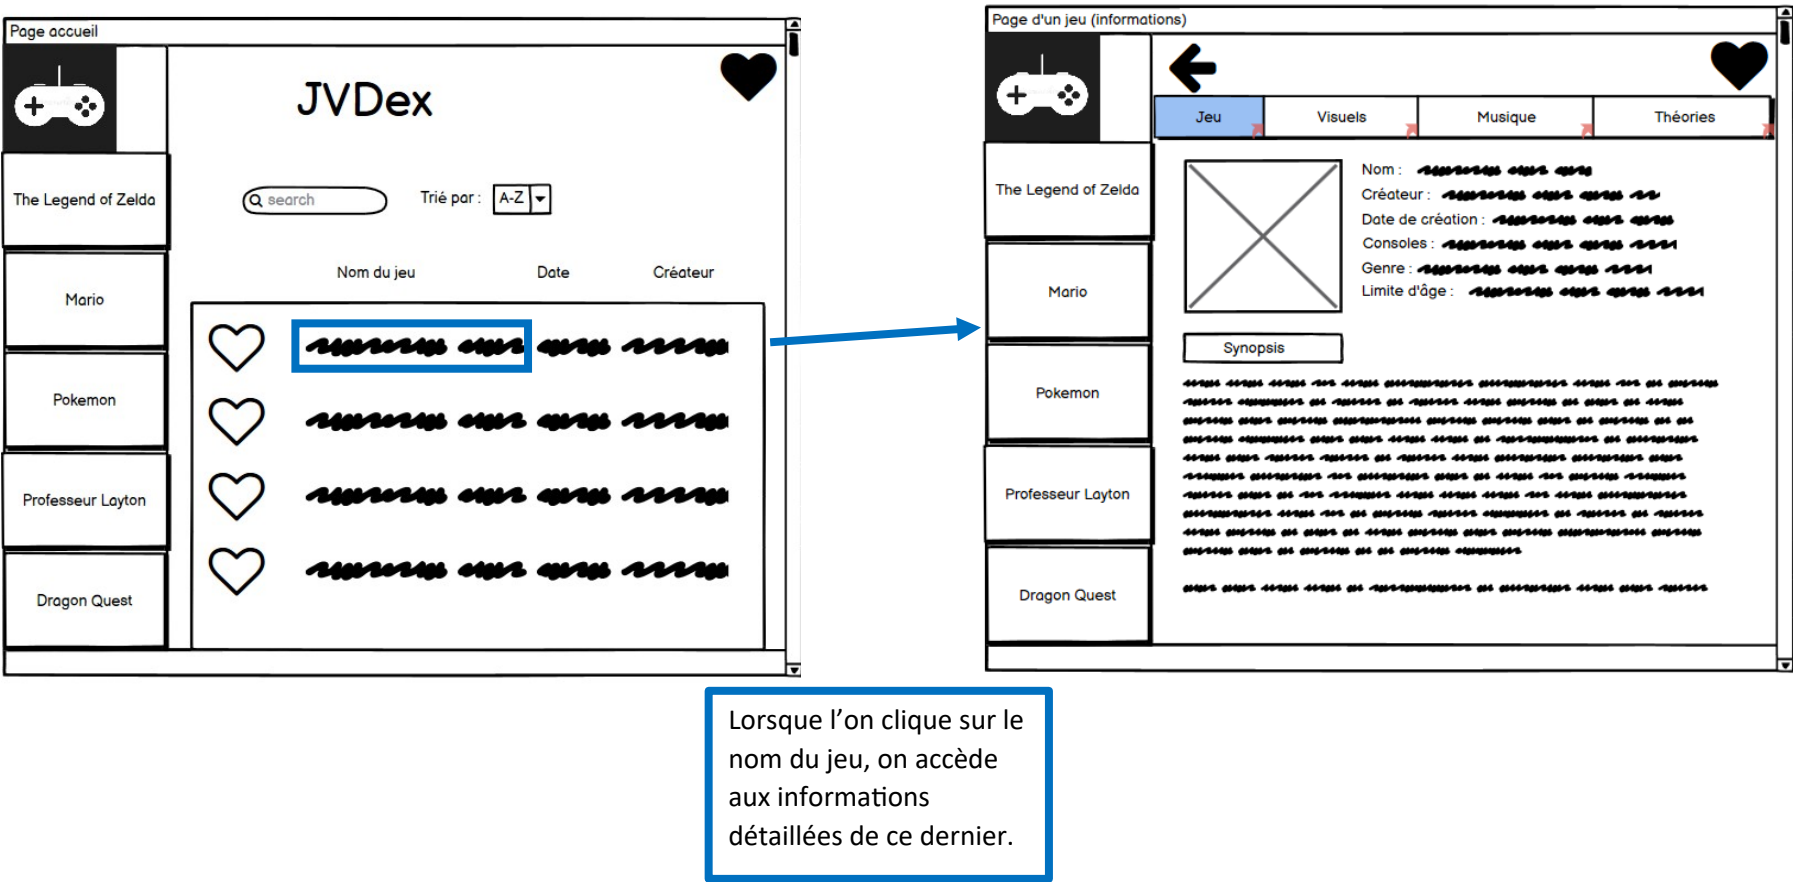 Page accueil
JVDex
The Legend of Zelda
Mario
Pokemon
Professeur Layton
Dragon Quest
search
Trié par :
A-Z
Nom du jeu
Date
Créateur
Page d'un jeu (informations)
Jeu
Visuels
Musique
Théories
The Legend of Zelda
Mario
Pokemon
Professeur Layton
Dragon Quest
Nom :
Créateur :
Date de création :
Consoles :
Genre :
Limite d'âge :
Synopsis
Lorsque l’on clique sur le
nom du jeu, on accède
aux informations
détaillées de ce dernier.